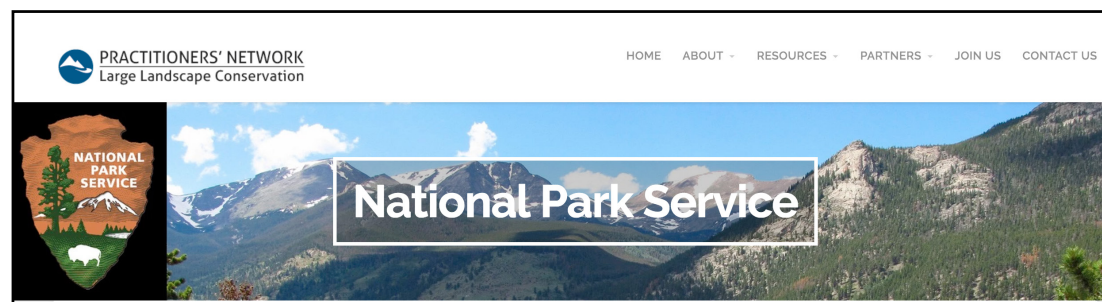 PRACTITIONERS' NETWORK
Large Landscape Conservation
HOME ABOUT RESOURCES PARTNERS JOIN US CONTACT US
NATIONAL
PARK
SERVICE
National Park Service